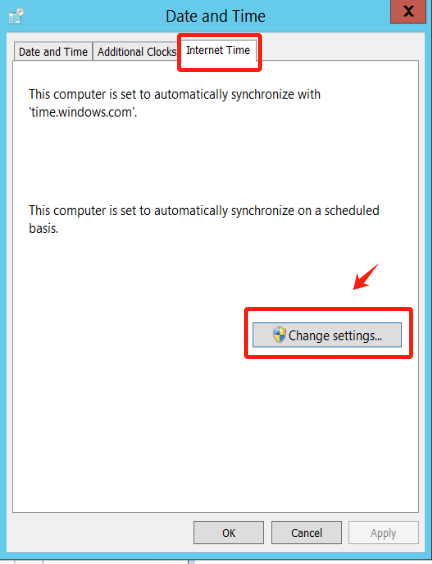 Date and Time
X
Date and Time
Additional Clocks
Internet Time
This computer is set to automatically synchronize with
'time.windows.com'.
This computer is set to automatically synchronize on a scheduled
basis.
Change settings...
OK
Cancel
Apply